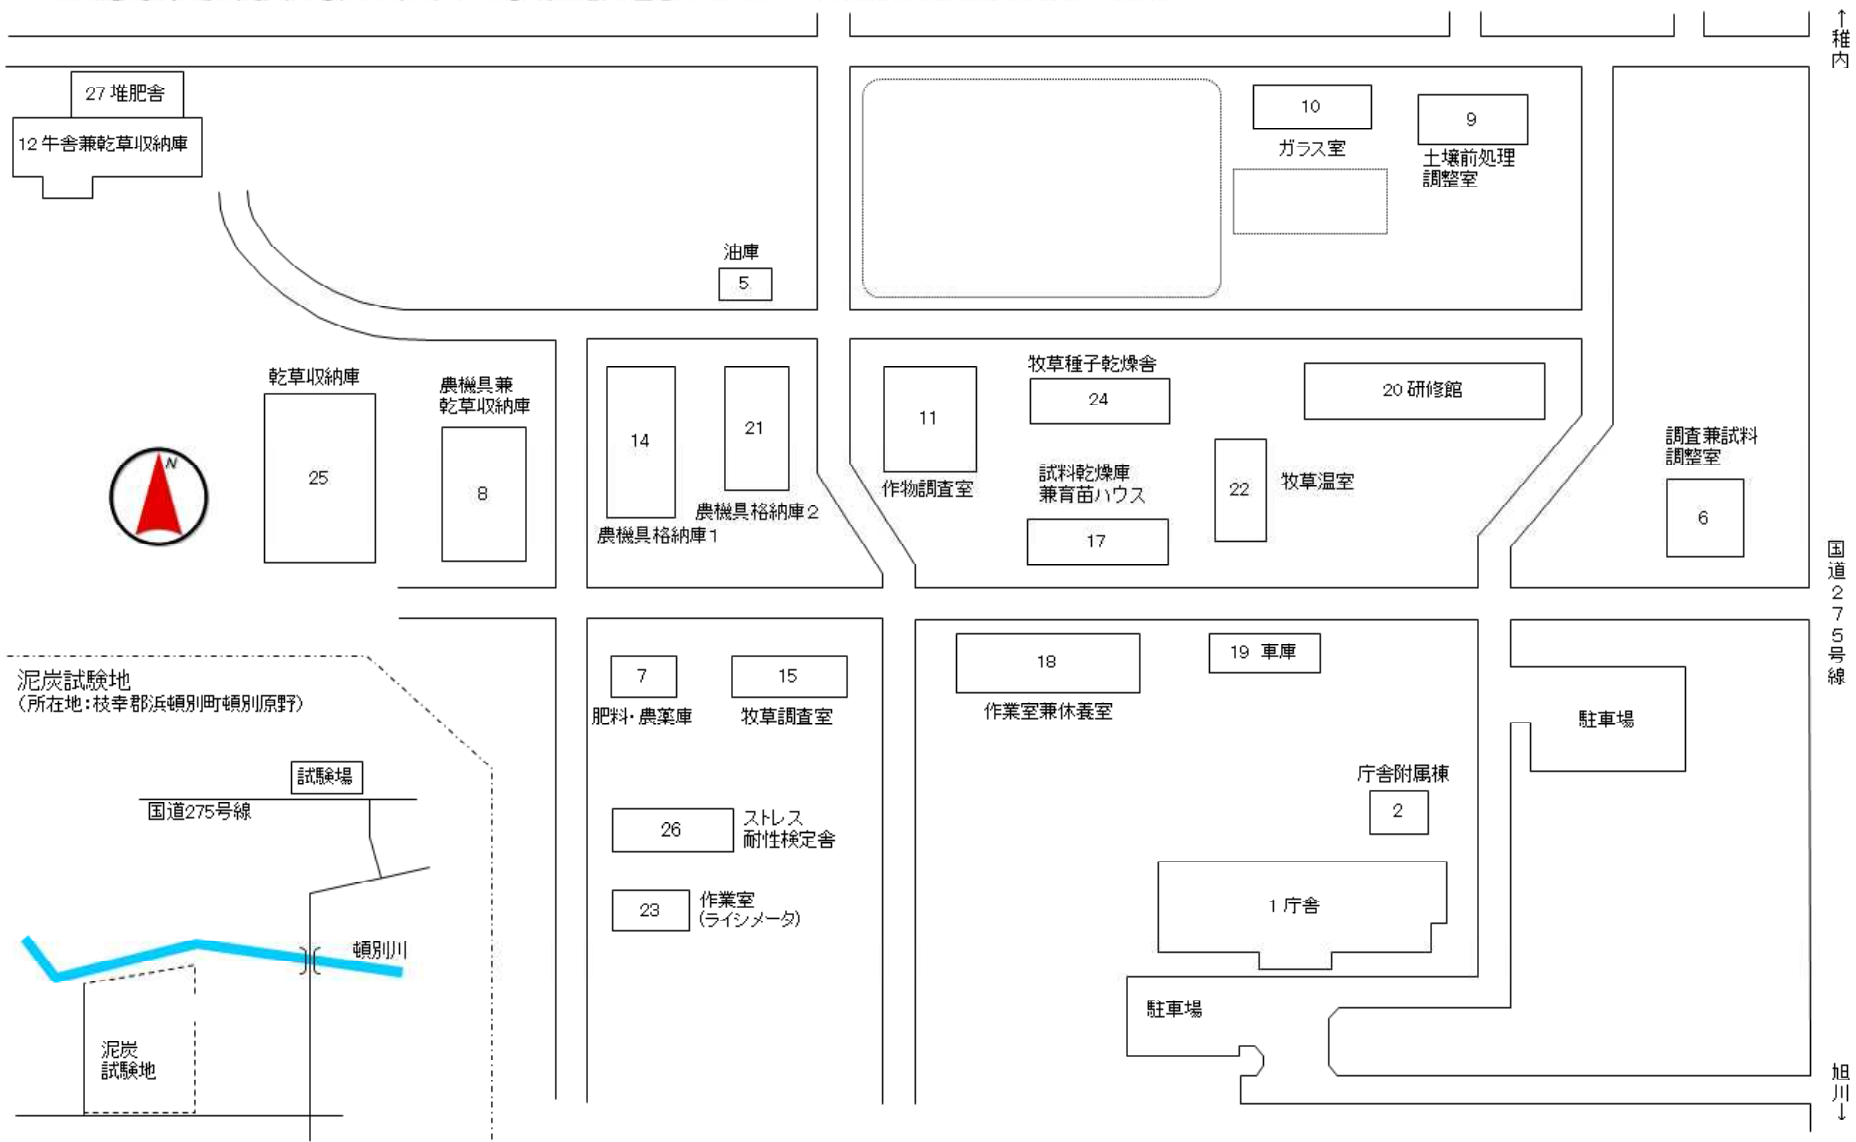 ↑稚内
27 堆肥舎
12 牛舎兼乾草収納庫
10
ガラス室
9
土壌前処理
調整室
油庫
5
乾草収納庫
25
農機具兼
乾草収納庫
8
14
農機具格納庫1
21
農機具格納庫2
11
作物調査室
牧草種子乾燥舎
24
試料乾燥庫
兼育苗ハウス
17
22
牧草温室
20 研修館
調査兼試料
調整室
6
N
国道275号線
泥炭試験地
(所在地:枝幸郡浜頓別町頓別原野)
試験場
国道275号線
頓別川
泥炭
試験地
7
肥料・農薬庫
15
牧草調査室
26
ストレス
耐性検定舎
23
作業室
(ライシメータ)
18
作業室兼休養室
19 車庫
駐車場
庁舎附属棟
2
1 庁舎
駐車場
旭川↓